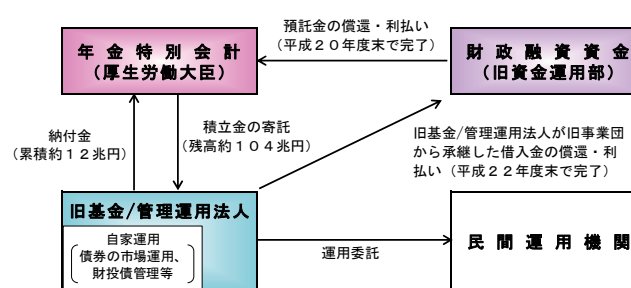 預託金の償還・利払い
（平成２０年度末で完了）
年金特別会計
（厚生労働大臣）
財政融資資金
（旧資金運用部）
納付金
（累積約１２兆円）
積立金の寄託
（残高約１０４兆円）
旧基金/管理運用法人が旧事業団
から承継した借入金の償還・利
払い（平成２２年度末で完了）
旧基金/管理運用法人
自家運用
債券の市場運用、
財投債管理等
運用委託
民間運用機関